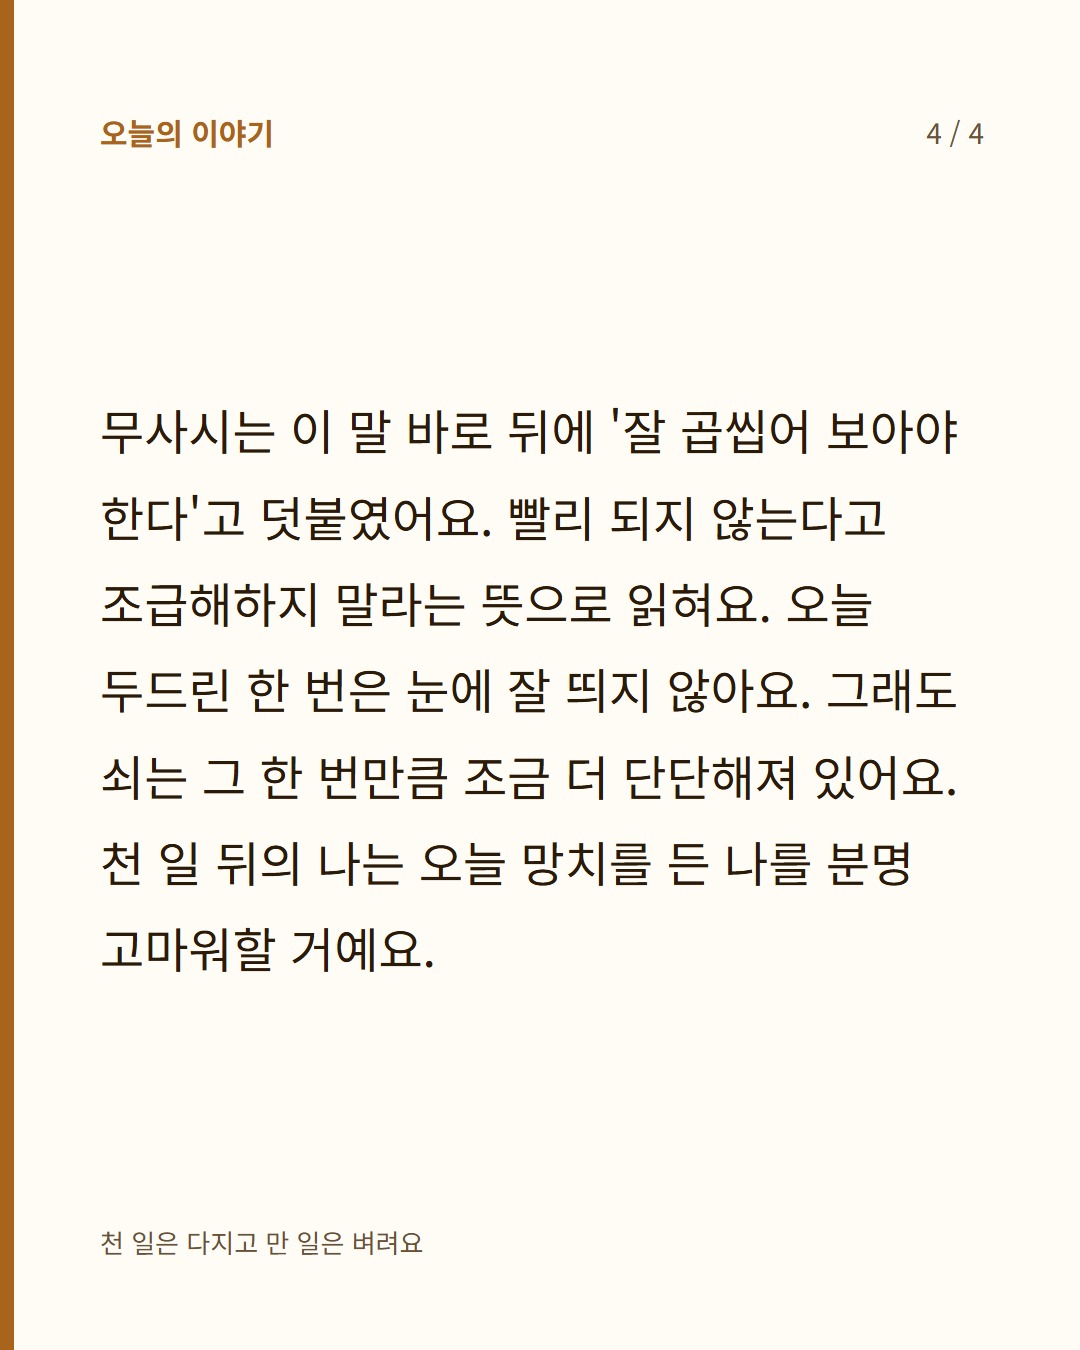 오늘의 이야기
4 / 4
무사시는 이 말 바로 뒤에 '잘 곱씹어 보아야
한다'고 덧붙였어요. 빨리 되지 않는다고
조급해하지 말라는 뜻으로 읽혀요. 오늘
두드린 한 번은 눈에 잘 띄지 않아요. 그래도
쇠는 그 한 번만큼 조금 더 단단해져 있어요.
천 일 뒤의 나는 오늘 망치를 든 나를 분명
고마워할 거예요.
천 일은 다지고 만 일은 벼려요